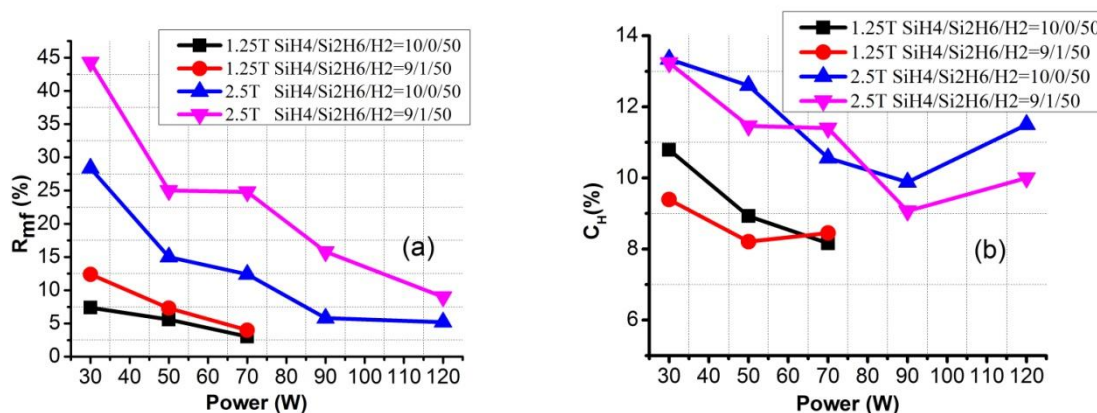 1.25T SiH4/Si2H6/H2=10/0/50
1.25T SiH4/Si2H6/H2=9/1/50
2.5T SiH4/Si2H6/H2=10/0/50
2.5T SiH4/Si2H6/H2=9/1/50
45
40
35
30
25
20
15
10
5
0
Rmf (%)
(a)
30 40 50 60 70 80 90 100 110 120
Power (W)
1.25T SiH4/Si2H6/H2=10/0/50
1.25T SiH4/Si2H6/H2=9/1/50
2.5T SiH4/Si2H6/H2=10/0/50
2.5T SiH4/Si2H6/H2=9/1/50
14
12
10
8
6
CH(%)
(b)
30 40 50 60 70 80 90 100 110 120
Power (W)